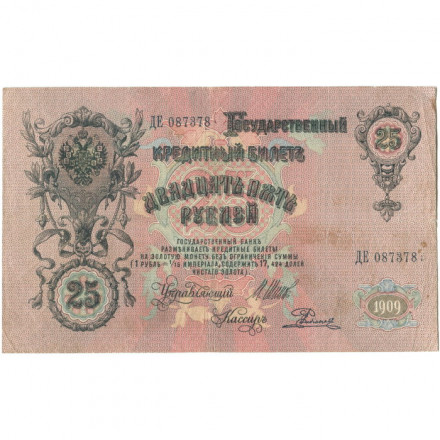 ДЕ 087378
Государственный
25
Кредитный Билетъ
Двадцать пять
рублей
Государственный Банкъ
размѣниваетъ кредитные билеты
на золотую монету безъ ограниченія суммы
(1 рубль = 1/15 имперіала, содержитъ 17,424 долей
чистаго золота).
ДЕ 087378
25
Управляющій
Кассиръ
1909